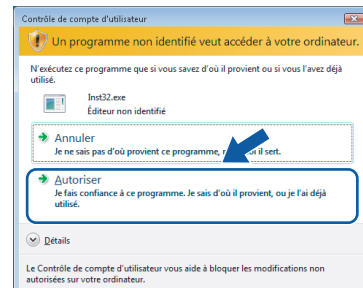 Contrôle de compte d'utilisateur
Un programme non identifié veut accéder à votre ordinateur.
N'exécutez ce programme que si vous savez d'où il provient ou si vous l'avez déjà
utilisé.
Inst32.exe
Éditeur non identifié
Annuler
Je ne sais pas d'où provient ce programme, il sert.
Autoriser
Je fais confiance à ce programme. Je sais d'où il provient, ou je l'ai déjà
utilisé.
Détails
Le Contrôle de compte d'utilisateur vous aide à bloquer les modifications non
autorisées sur votre ordinateur.